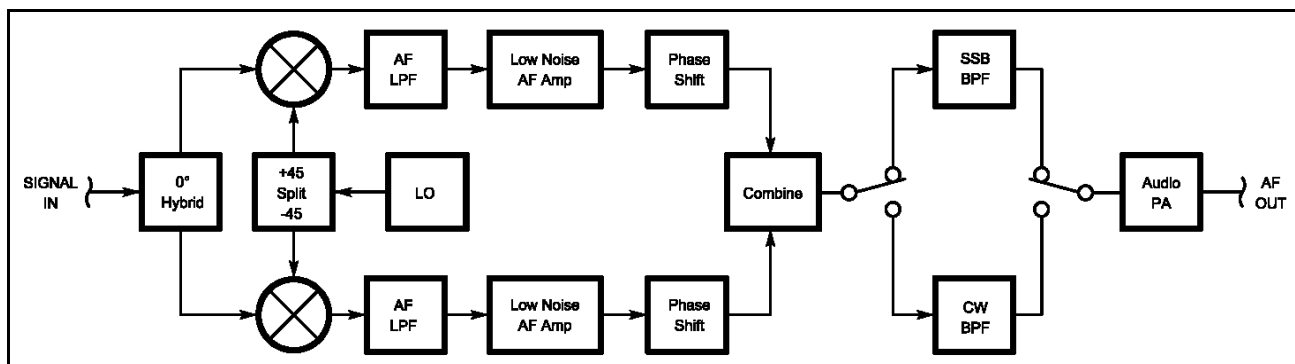 AF
LPF
Low Noise
AF Amp
Phase
Shift
SSB
BPF
SIGNAL
IN
0°
Hybrid
+45
Split
-45
LO
Combine
Audio
PA
AF
OUT
AF
LPF
Low Noise
AF Amp
Phase
Shift
CW
BPF